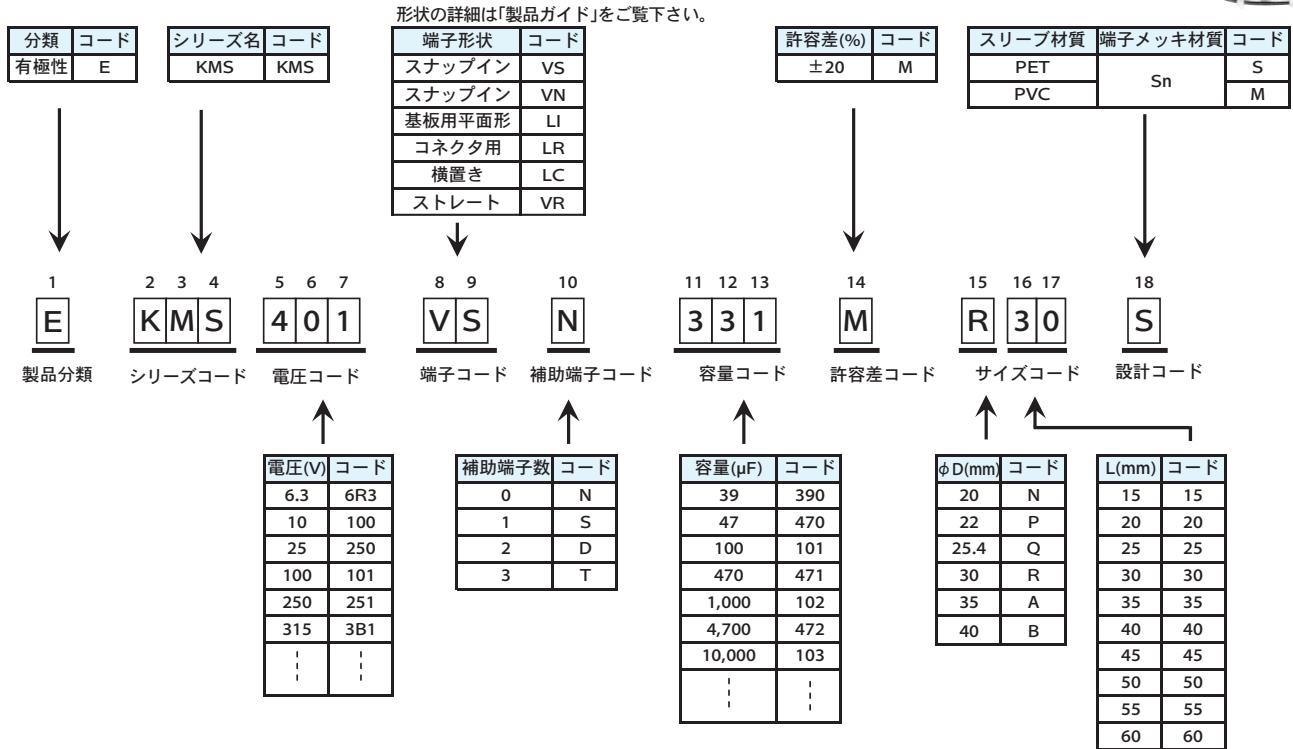 形状の詳細は「製品ガイド」をご覧下さい。
分類 コード
有極性 E
シリーズ名 コード
KMS KMS
端子形状 コード
スナップイン VS
スナップイン VN
基板用平面形 LI
コネクタ用 LR
横置き LC
ストレート VR
許容差(%) コード
±20 M
スリーブ材質 端子メッキ材質 コード
PET Sn S
PVC M
1 2 3 4 5 6 7 8 9 10 11 12 13 14 15 16 17 18
E K M S 4 0 1 V S N 3 3 1 M R 3 0 S
製品分類 シリーズコード 電圧コード 端子コード 補助端子コード 容量コード 許容差コード サイズコード 設計コード
電圧(V) コード
6.3 6R3
10 100
25 250
100 101
250 251
315 3B1
補助端子数 コード
0 N
1 S
2 D
3 T
容量(μF) コード
39 390
47 470
100 101
470 471
1,000 102
4,700 472
10,000 103
φD(mm) コード
20 N
22 P
25.4 Q
30 R
35 A
40 B
L(mm) コード
15 15
20 20
25 25
30 30
35 35
40 40
45 45
50 50
55 55
60 60